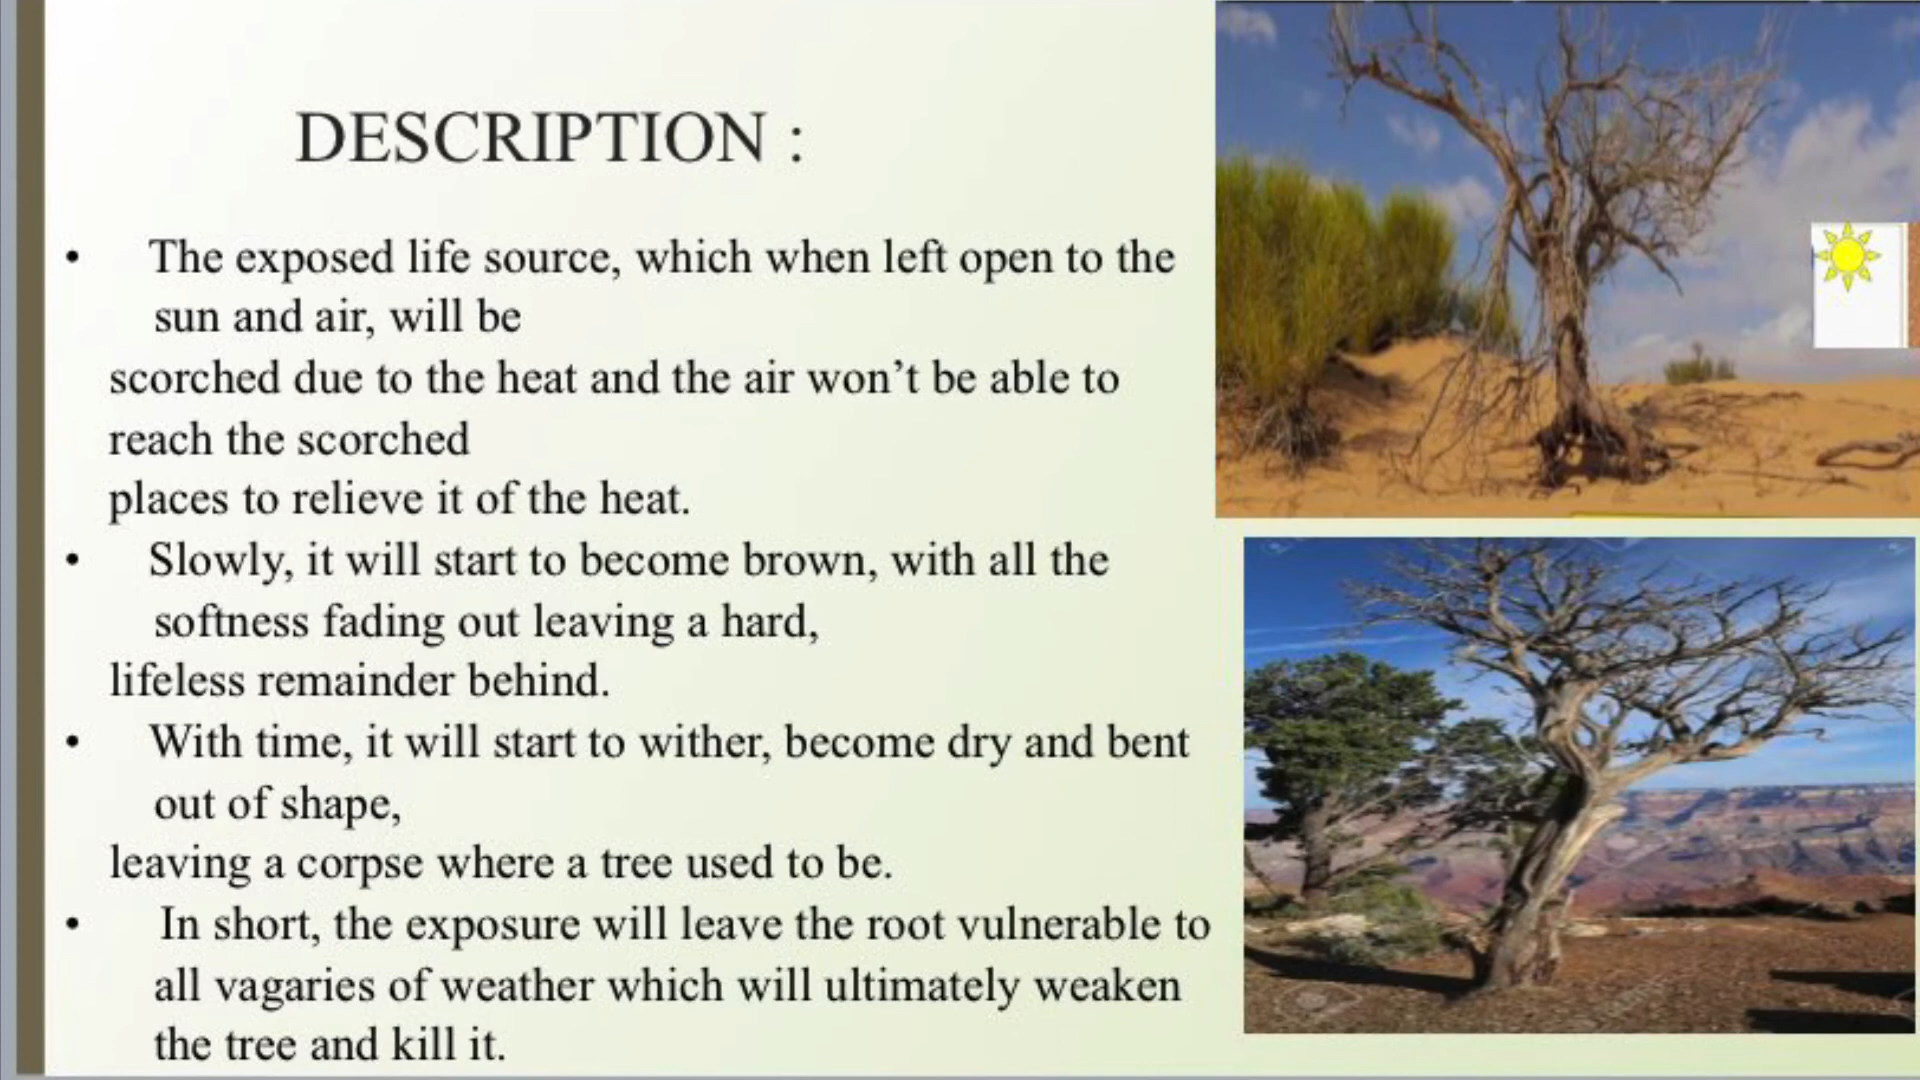 DESCRIPTION :
• The exposed life source, which when left open to the
sun and air, will be
scorched due to the heat and the air won’t be able to
reach the scorched
places to relieve it of the heat.
• Slowly, it will start to become brown, with all the
softness fading out leaving a hard,
lifeless remainder behind.
• With time, it will start to wither, become dry and bent
out of shape,
leaving a corpse where a tree used to be.
• In short, the exposure will leave the root vulnerable to
all vagaries of weather which will ultimately weaken
the tree and kill it.